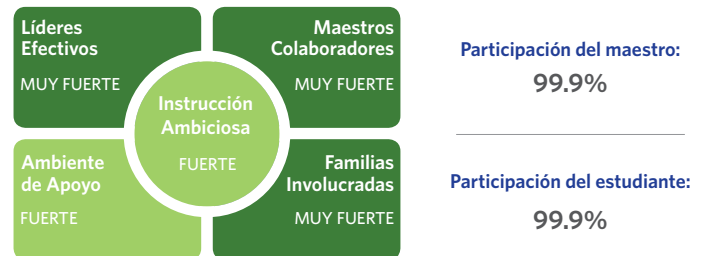 Líderes
Efectivos
MUY FUERTE
Maestros
Colaboradores
MUY FUERTE
Instrucción
Ambiciosa
FUERTE
Ambiente
de Apoyo
FUERTE
Familias
Involucradas
MUY FUERTE
Participación del maestro:
99.9%
Participación del estudiante:
99.9%